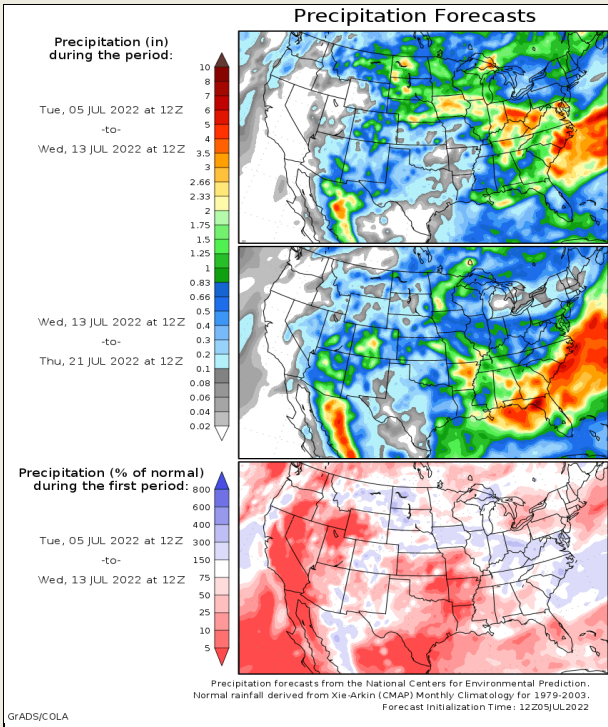 Precipitation Forecasts
Precipitation (in)
during the period:
Tue, 05 JUL 2022 at 12Z
-to-
Wed, 13 JUL 2022 at 12Z
10
8
7
6
5
4
3.5
3
2.66
2.33
2
1.75
1.5
1.25
1
0.83
0.66
0.5
0.4
0.3
0.2
0.1
0.08
0.06
0.04
0.02
Wed, 13 JUL 2022 at 12Z
-to-
Thu, 21 JUL 2022 at 12Z
Precipitation (% of normal)
during the first period:
Tue, 05 JUL 2022 at 12Z
-to-
Wed, 13 JUL 2022 at 12Z
800
600
400
300
150
75
50
25
10
5
Precipitation forecasts from the National Centers for Environmental Prediction.
Normal rainfall derived from Xie-Arkin (CMAP) Monthly Climatology for 1979-2003.
Forecast Initialization Time: 12Z05JUL2022
GrADS/COLA